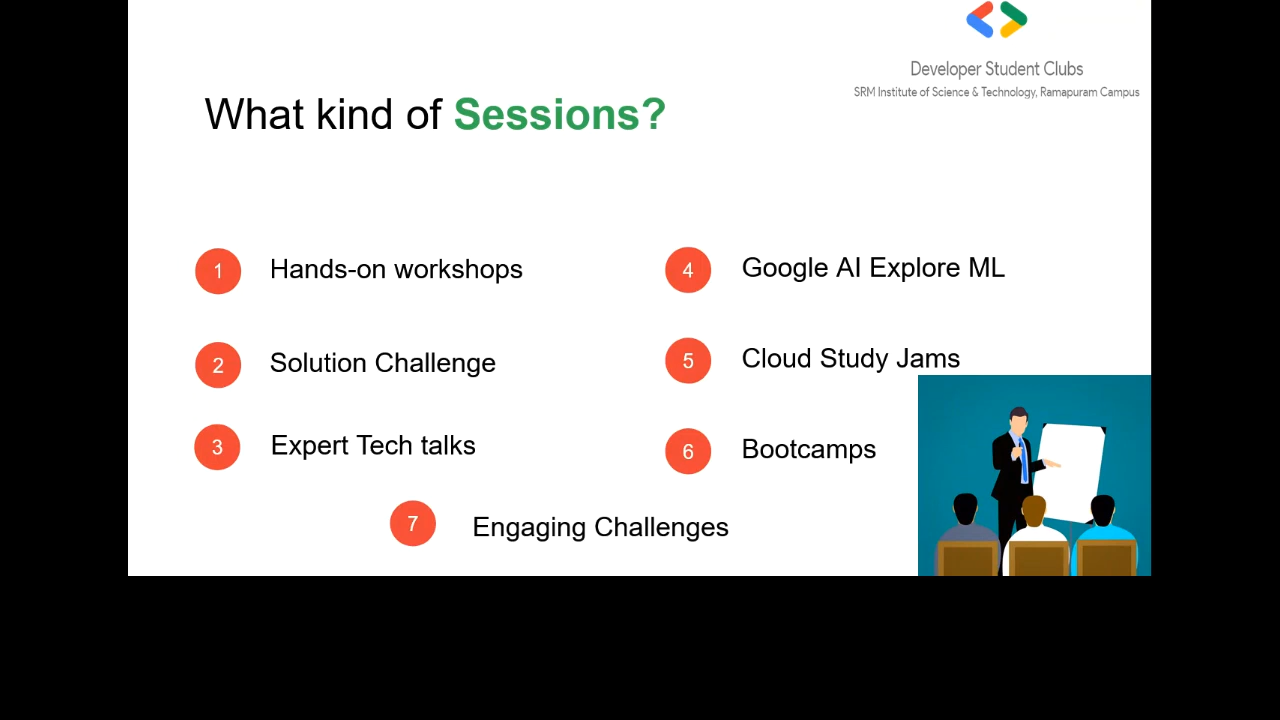 Developer Student Clubs
SRM Institute of Science & Technology, Ramapuram Campus
What kind of Sessions?
1 Hands-on workshops
2 Solution Challenge
3 Expert Tech talks
4 Google AI Explore ML
5 Cloud Study Jams
6 Bootcamps
7 Engaging Challenges